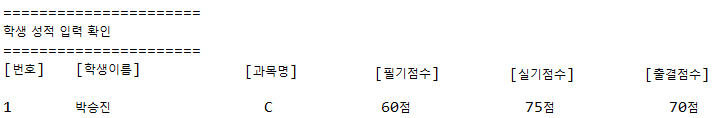 ======================
학생 성적 입력 확인
======================
[번호] [학생이름] [과목명] [필기점수] [실기점수] [출결점수]
1 박승진 C 60점 75점 70점